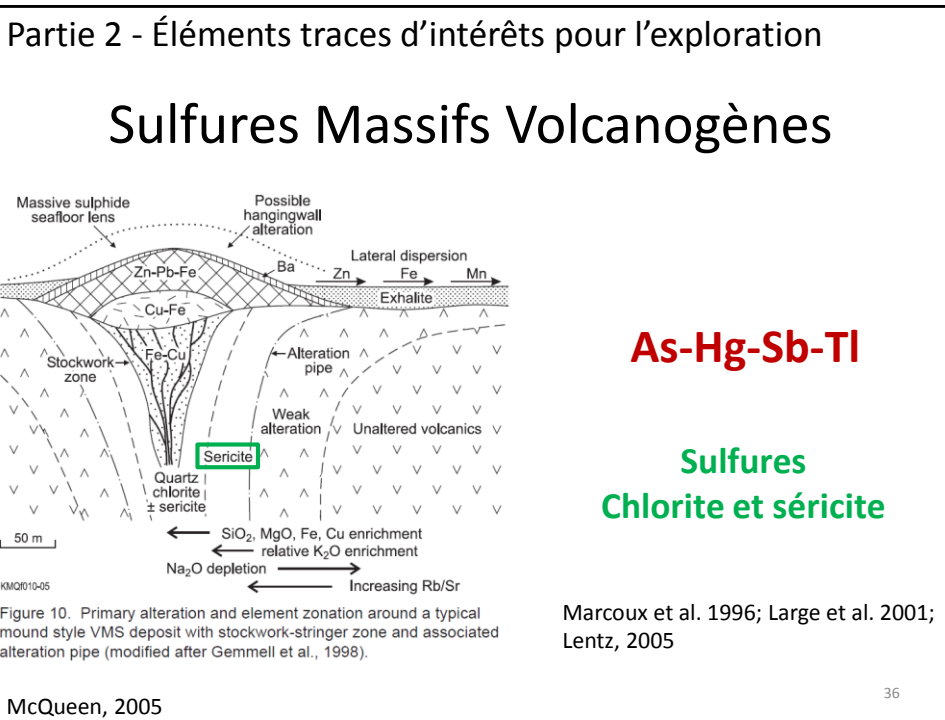 Partie 2 - Éléments traces d’intérêts pour l’exploration
Sulfures Massifs Volcanogènes
Massive sulphide
seafloor lens
Possible
hangingwall
alteration
Lateral dispersion
Zn
Fe
Mn
Ba
Zn-Pb-Fe
Exhalite
Cu-Fe
Fe-Cu
Stockwork
zone
Alteration
pipe
Weak
alteration
Unaltered volcanics
Sericite
Quartz
chlorite
± sericite
50 m
SiO₂, MgO, Fe, Cu enrichment
relative K₂O enrichment
Na₂O depletion
Increasing Rb/Sr
KMQf010-05
Figure 10. Primary alteration and element zonation around a typical
mound style VMS deposit with stockwork-stringer zone and associated
alteration pipe (modified after Gemmell et al., 1998).
As-Hg-Sb-Tl
Sulfures
Chlorite et séricite
Marcoux et al. 1996; Large et al. 2001;
Lentz, 2005
McQueen, 2005
36